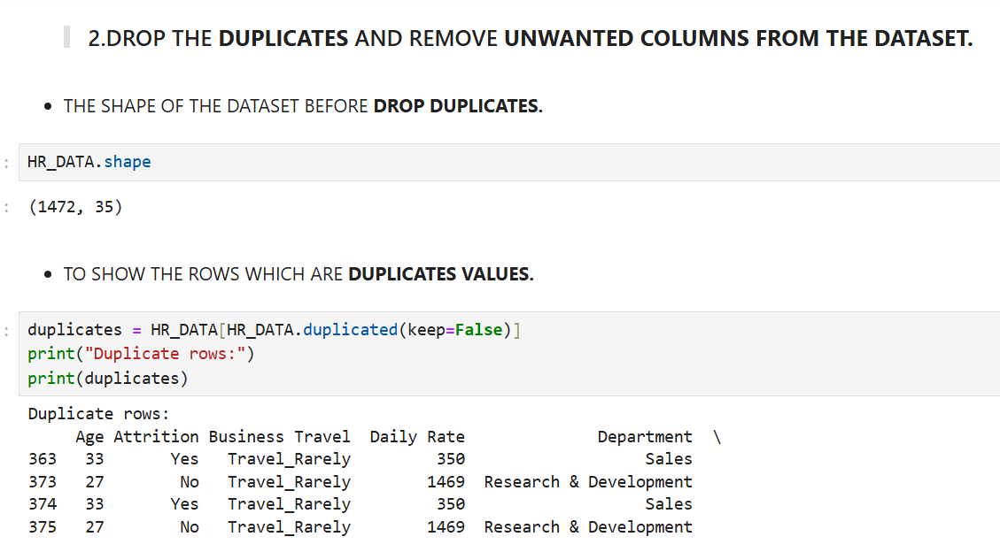 2.DROP THE DUPLICATES AND REMOVE UNWANTED COLUMNS FROM THE DATASET.
• THE SHAPE OF THE DATASET BEFORE DROP DUPLICATES.
: HR_DATA.shape
: (1472, 35)
• TO SHOW THE ROWS WHICH ARE DUPLICATES VALUES.
: duplicates = HR_DATA[HR_DATA.duplicated(keep=False)]
print("Duplicate rows:")
print(duplicates)
Duplicate rows:
     Age Attrition Business Travel  Daily Rate              Department  \
363   33       Yes   Travel_Rarely         350                   Sales
373   27        No   Travel_Rarely        1469  Research & Development
374   33       Yes   Travel_Rarely         350                   Sales
375   27        No   Travel_Rarely        1469  Research & Development